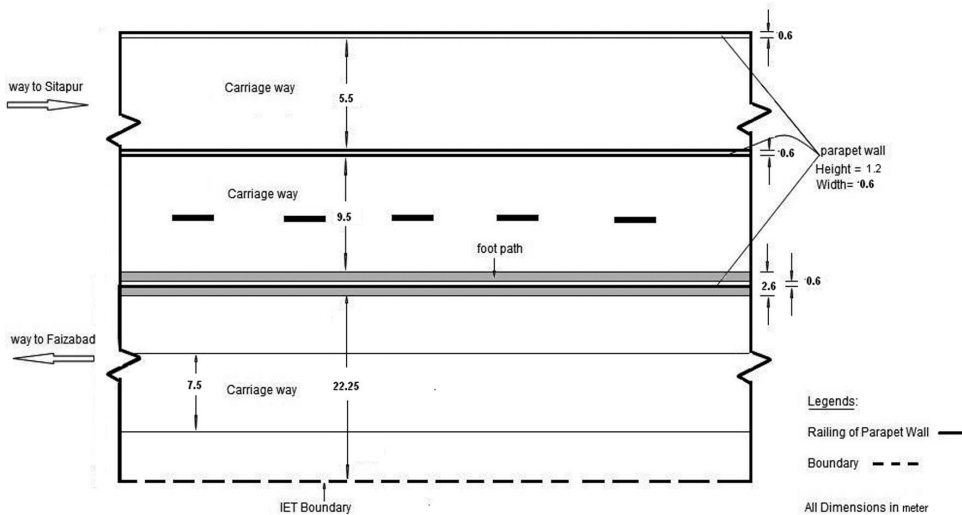 0.6
way to Sitapur
Carriage way
5.5
0.6
parapet wall
Height = 1.2
Width= 0.6
Carriage way
9.5
foot path
2.6
0.6
way to Faizabad
7.5
Carriage way
22.25
Legends:
Railing of Parapet Wall
Boundary
IET Boundary
All Dimensions in meter